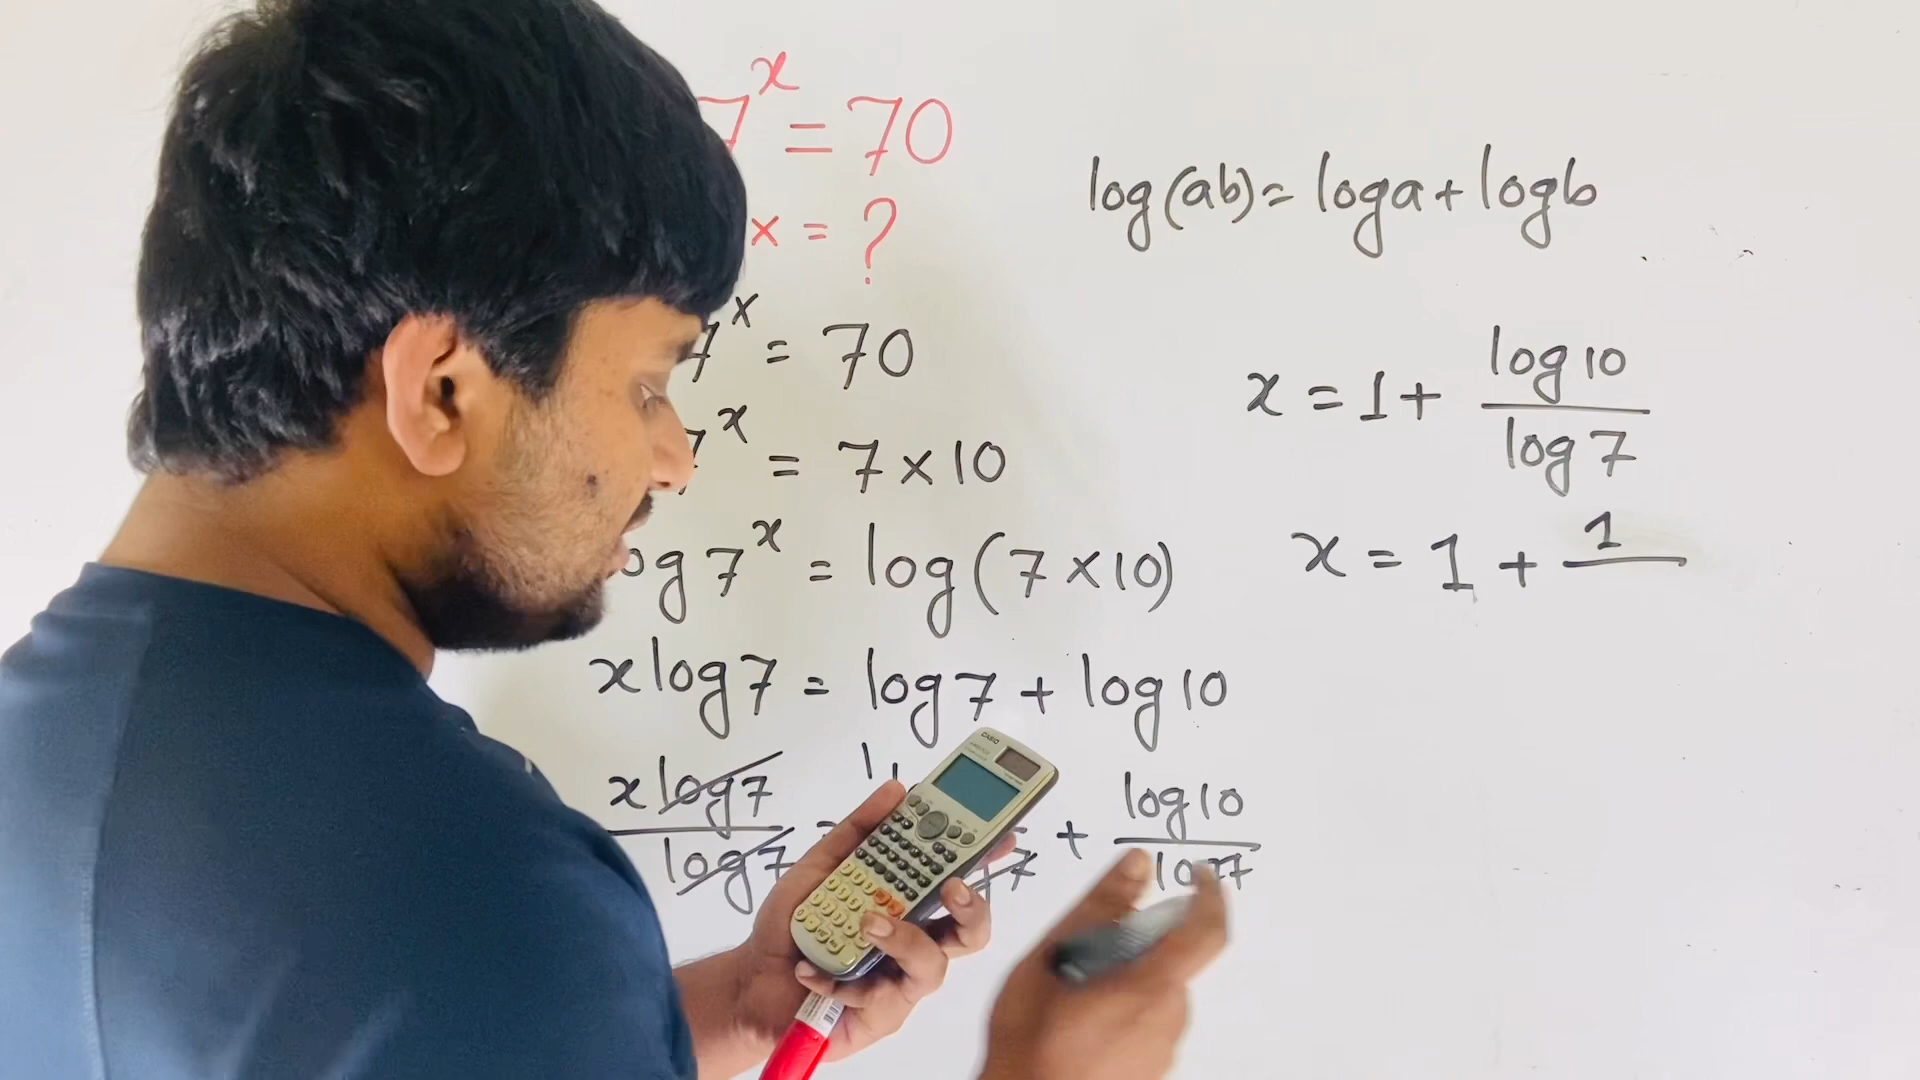 7^x = 70
x = ?
7^x = 70
7^x = 7 × 10
log 7^x = log (7 × 10)
x log 7 = log 7 + log 10
x log 7 / log 7 = + log 10 / log 7
CASIO
log (ab) = log a + log b
x = 1 + log 10 / log 7
x = 1 + 1 /